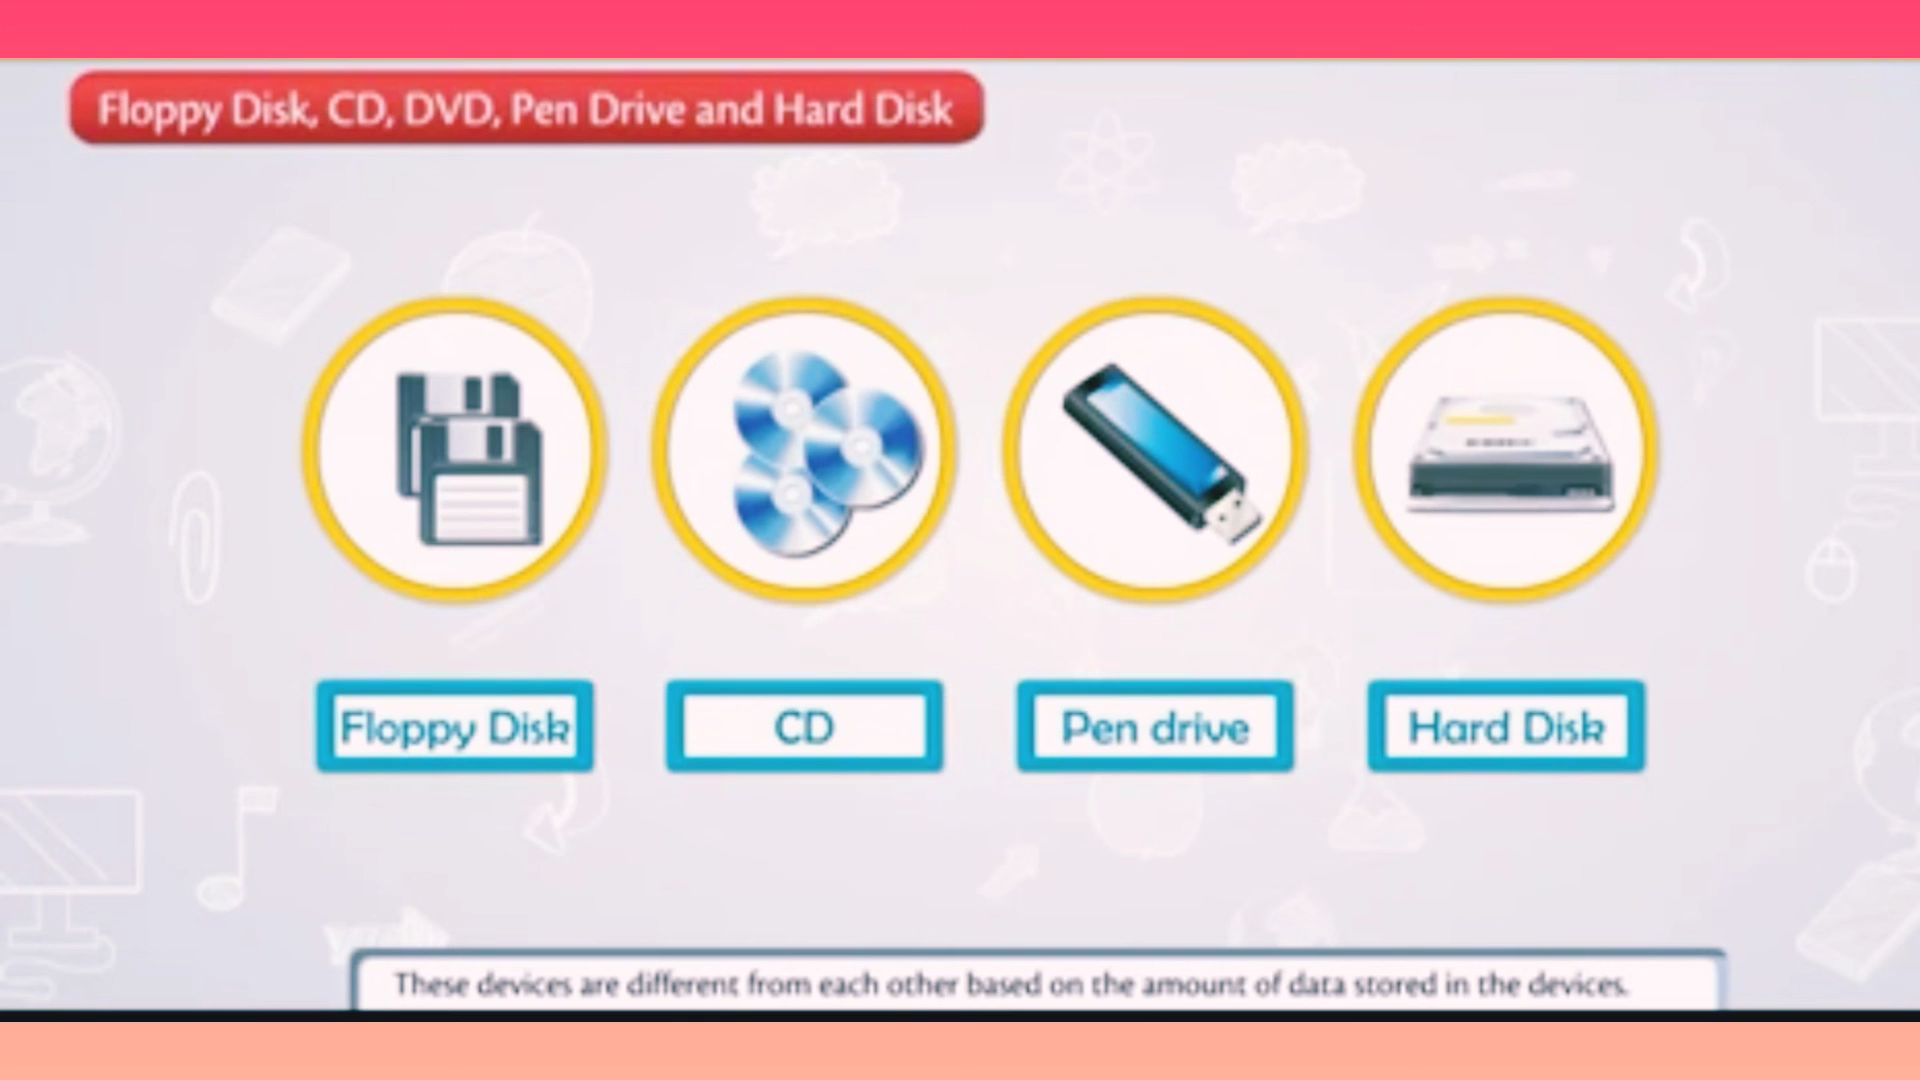 Floppy Disk, CD, DVD, Pen Drive and Hard Disk
Floppy Disk
CD
Pen drive
Hard Disk
These devices are different from each other based on the amount of data stored in the devices.